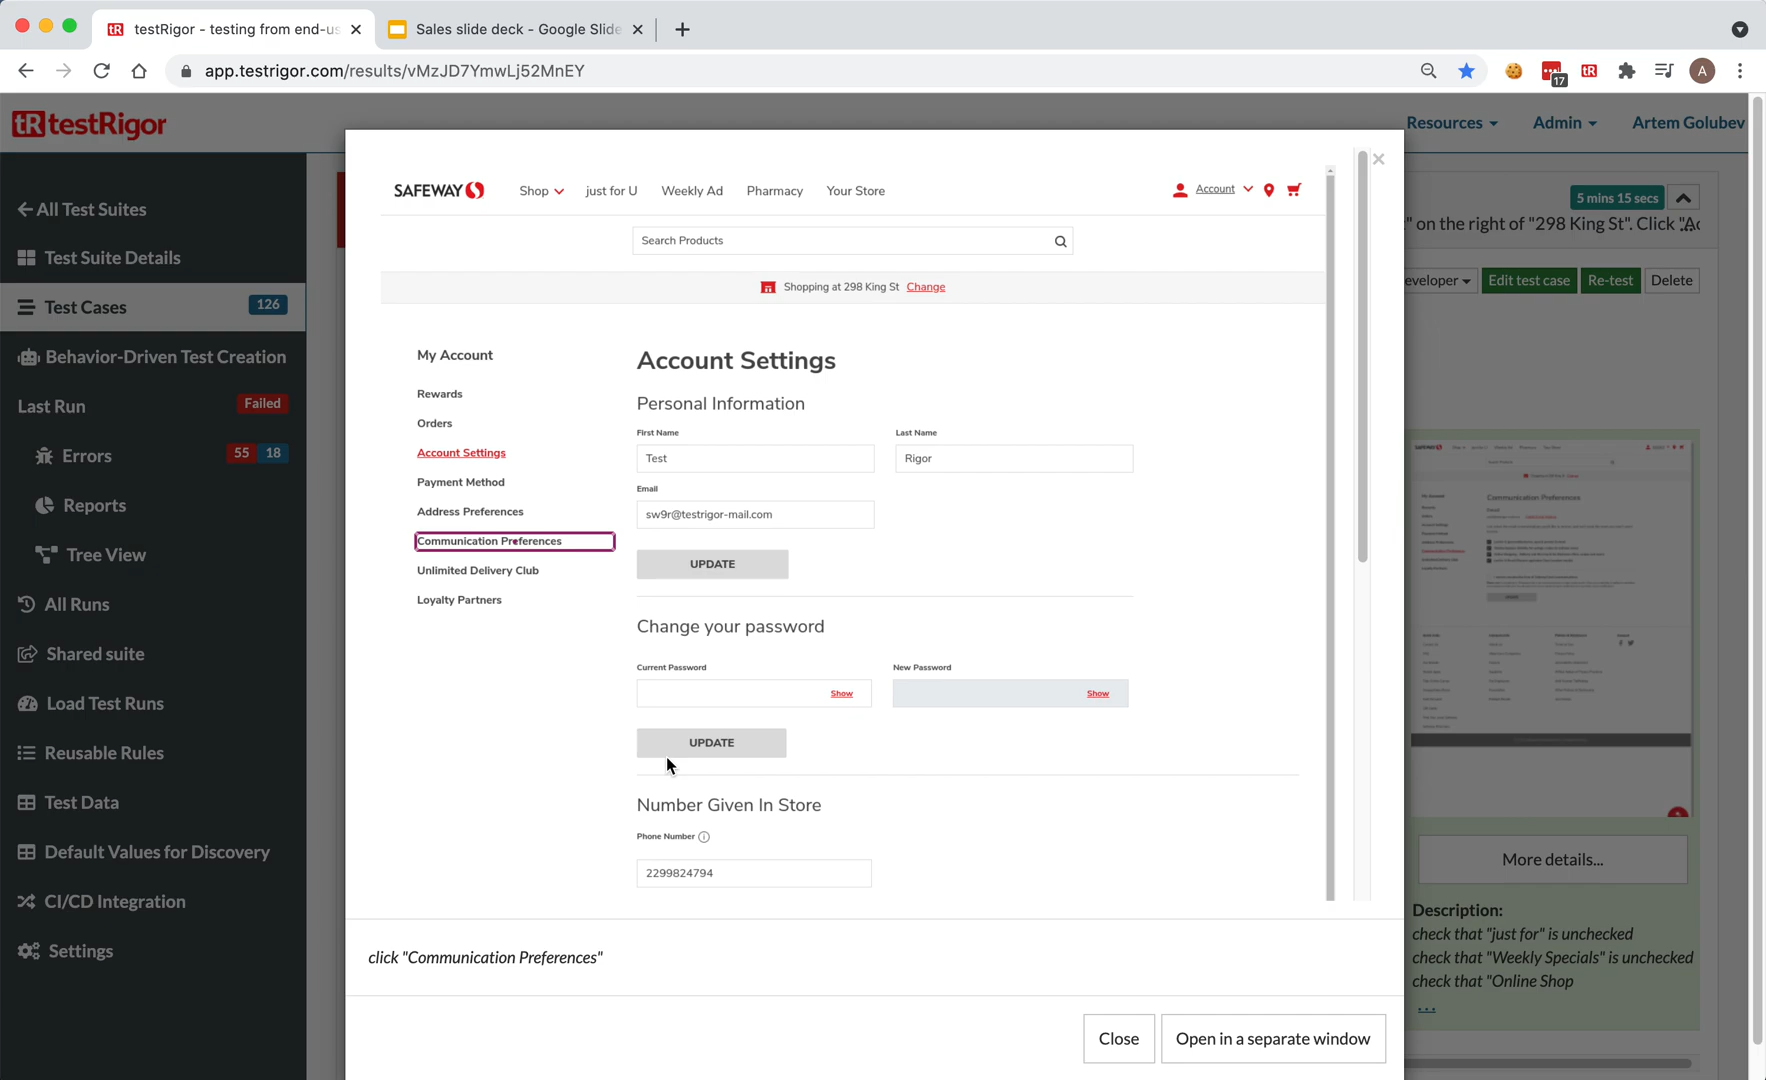 testRigor - testing from end-us
Sales slide deck - Google Slide
app.testrigor.com/results/vMzJD7YmwLj52MnEY
17
A
tR testRigor
Resources
Admin
Artem Golubev
All Test Suites
Test Suite Details
Test Cases 126
Behavior-Driven Test Creation
Last Run Failed
Errors 55 18
Reports
Tree View
All Runs
Shared suite
Load Test Runs
Reusable Rules
Test Data
Default Values for Discovery
CI/CD Integration
Settings
SAFEWAY
Shop
just for U
Weekly Ad
Pharmacy
Your Store
Account
Search Products
Shopping at 298 King St Change
My Account
Rewards
Orders
Account Settings
Payment Method
Address Preferences
Communication Preferences
Unlimited Delivery Club
Loyalty Partners
Account Settings
Personal Information
First Name
Last Name
Test
Rigor
Email
sw9r@testrigor-mail.com
UPDATE
Change your password
Current Password
New Password
Show
Show
UPDATE
Number Given In Store
Phone Number
2299824794
click "Communication Preferences"
Close
Open in a separate window
5 mins 15 secs
" on the right of "298 King St". Click "Ac
eveloper
Edit test case
Re-test
Delete
Communication Preferences
More details...
Description:
check that "just for" is unchecked
check that "Weekly Specials" is unchecked
check that "Online Shop
...